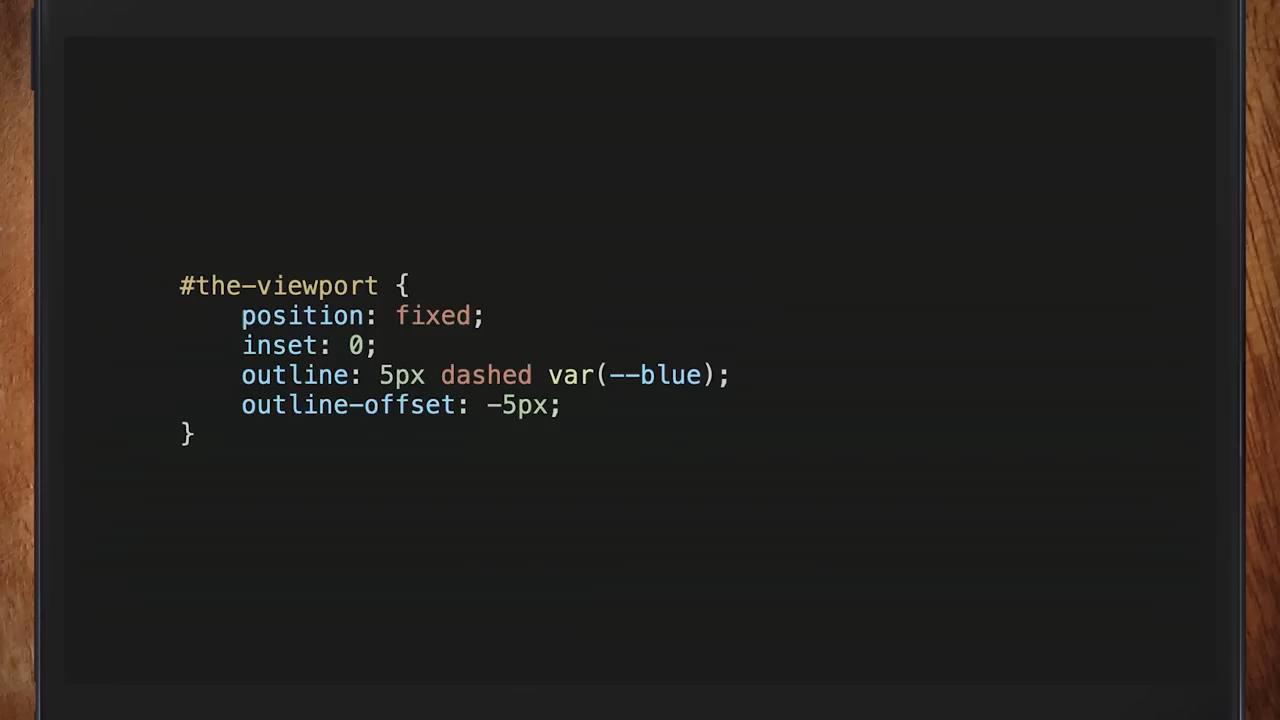 #the-viewport {
    position: fixed;
    inset: 0;
    outline: 5px dashed var(--blue);
    outline-offset: -5px;
}